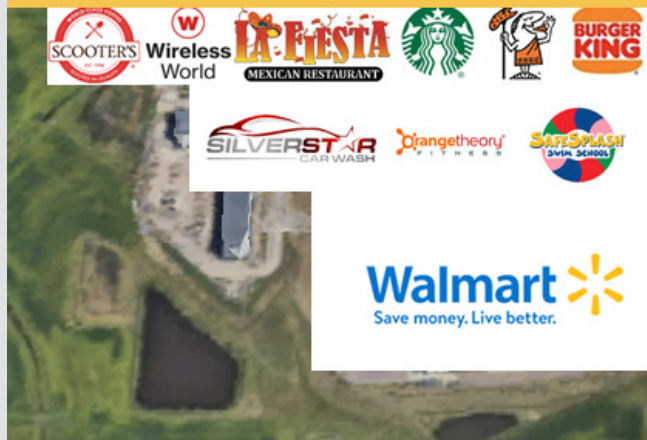 SCOOTER'S
W
Wireless
World
LA FIESTA
MEXICAN RESTAURANT
BURGER
KING
SILVERSTAR
CAR WASH
orangetheory
FITNESS
SAFESPLASH
SWIM SCHOOL
Walmart
Save money. Live better.